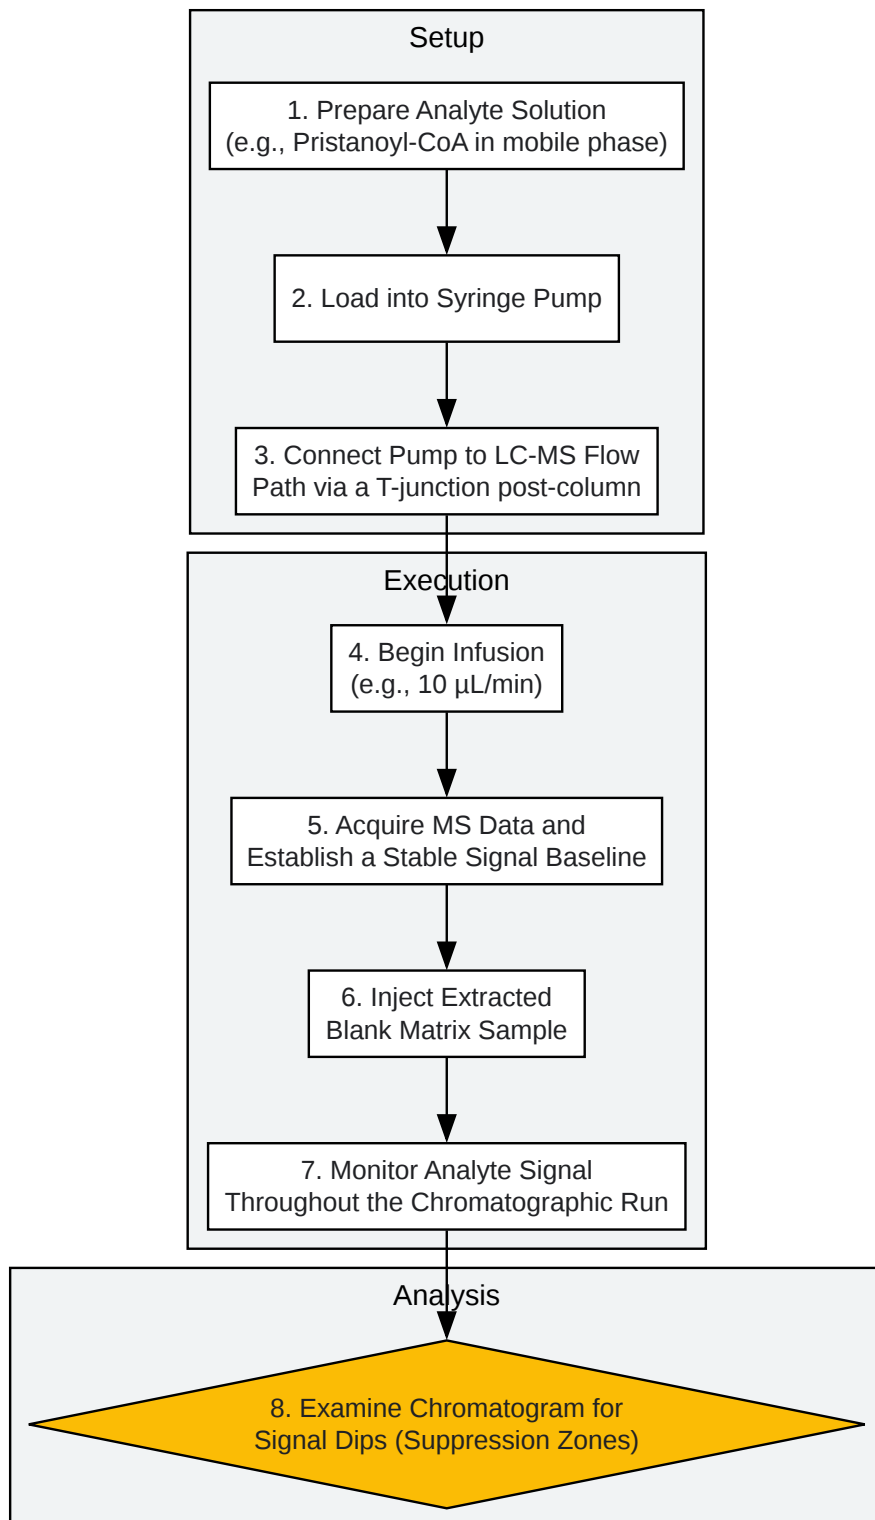 Setup
1. Prepare Analyte Solution
(e.g., Pristanoyl-CoA in mobile phase)
2. Load into Syringe Pump
3. Connect Pump to LC-MS Flow
Path via a T-junction post-column
Execution
4. Begin Infusion
(e.g., 10 µL/min)
5. Acquire MS Data and
Establish a Stable Signal Baseline
6. Inject Extracted
Blank Matrix Sample
7. Monitor Analyte Signal
Throughout the Chromatographic Run
Analysis
8. Examine Chromatogram for
Signal Dips (Suppression Zones)